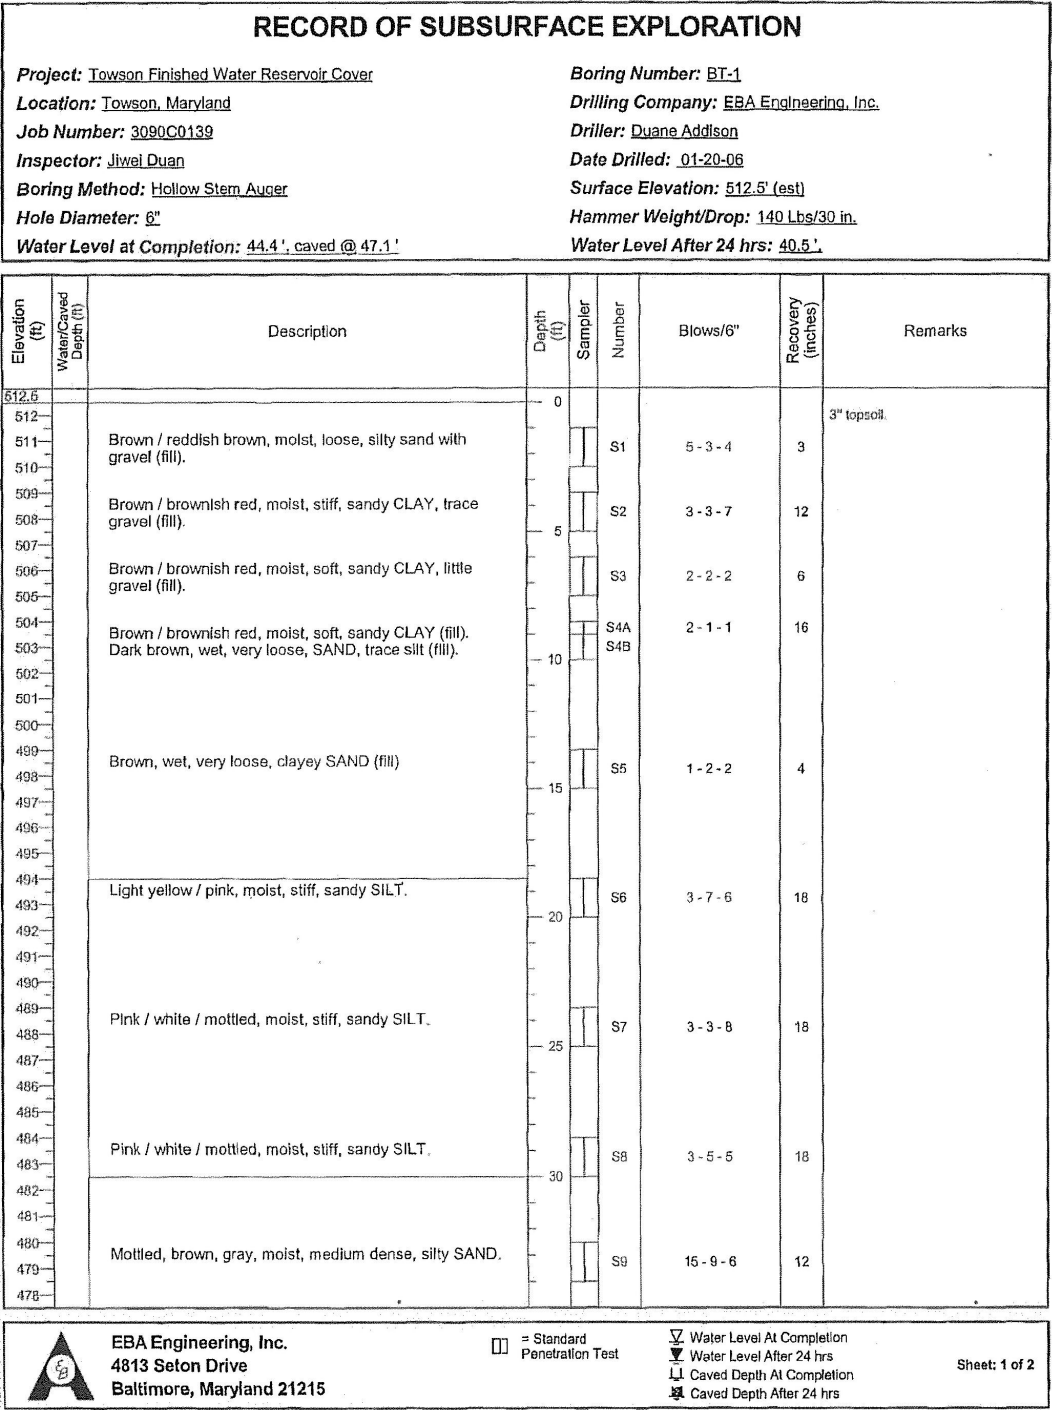 RECORD OF SUBSURFACE EXPLORATION
Project: Towson Finished Water Reservoir Cover
Boring Number: BT-1
Location: Towson, Maryland
Drilling Company: EBA Engineering, Inc.
Job Number: 3090C0139
Driller: Duane Addison
Inspector: Jiwei Duan
Date Drilled: 01-20-06
Boring Method: Hollow Stem Auger
Surface Elevation: 512.5' (est)
Hole Diameter: 6"
Hammer Weight/Drop: 140 Lbs/30 in.
Water Level at Completion: 44.4 ', caved @ 47.1 '
Water Level After 24 hrs: 40.5 ',
Elevation (ft)
Water/Caved Depth (ft)
Description
Depth (ft)
Sampler
Number
Blows/6"
Recovery (inches)
Remarks
512.5
0
512
3" topsoil.
511
Brown / reddish brown, moist, loose, silty sand with
gravel (fill).
S1 5 - 3 - 4 3
510
509
Brown / brownish red, moist, stiff, sandy CLAY, trace
gravel (fill).
508
S2 3 - 3 - 7 12
5
507
506
Brown / brownish red, moist, soft, sandy CLAY, little
gravel (fill).
S3 2 - 2 - 2 6
505
504
Brown / brownish red, moist, soft, sandy CLAY (fill).
S4A 2 - 1 - 1 16
503
Dark brown, wet, very loose, SAND, trace silt (fill).
S4B
10
502
501
500
499
Brown, wet, very loose, clayey SAND (fill)
498
S5 1 - 2 - 2 4
15
497
496
495
494
Light yellow / pink, moist, stiff, sandy SILT.
493
S6 3 - 7 - 6 18
20
492
491
490
489
Pink / white / mottled, moist, stiff, sandy SILT.
488
S7 3 - 3 - 8 18
25
487
486
485
484
Pink / white / mottled, moist, stiff, sandy SILT.
483
S8 3 - 5 - 5 18
30
482
481
480
Mottled, brown, gray, moist, medium dense, silty SAND.
479
S9 15 - 9 - 6 12
478
EBA
EBA Engineering, Inc.
4813 Seton Drive
Baltimore, Maryland 21215
= Standard
Penetration Test
Water Level At Completion
Water Level After 24 hrs
Caved Depth At Completion
Caved Depth After 24 hrs
Sheet: 1 of 2